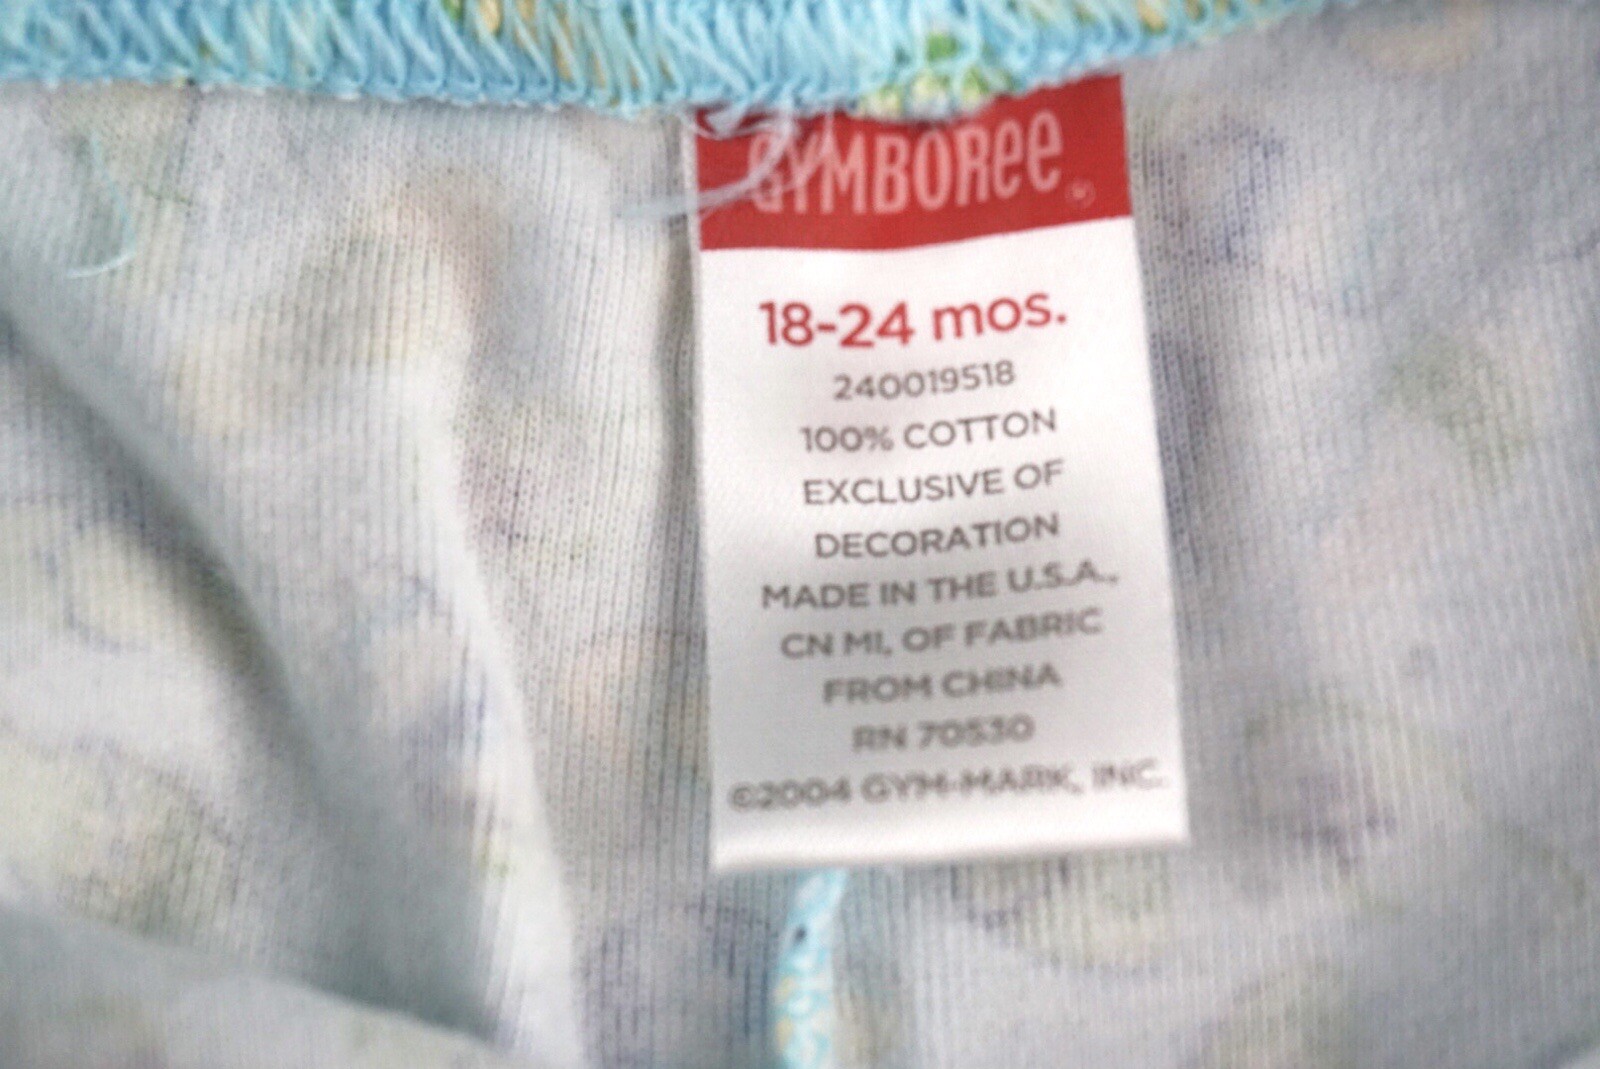 GYMBOREE
18-24 mos.
240019518
100% COTTON
EXCLUSIVE OF
DECORATION
MADE IN THE U.S.A.,
CN MI, OF FABRIC
FROM CHINA
RN 70530
©2004 GYM-MARK, INC.